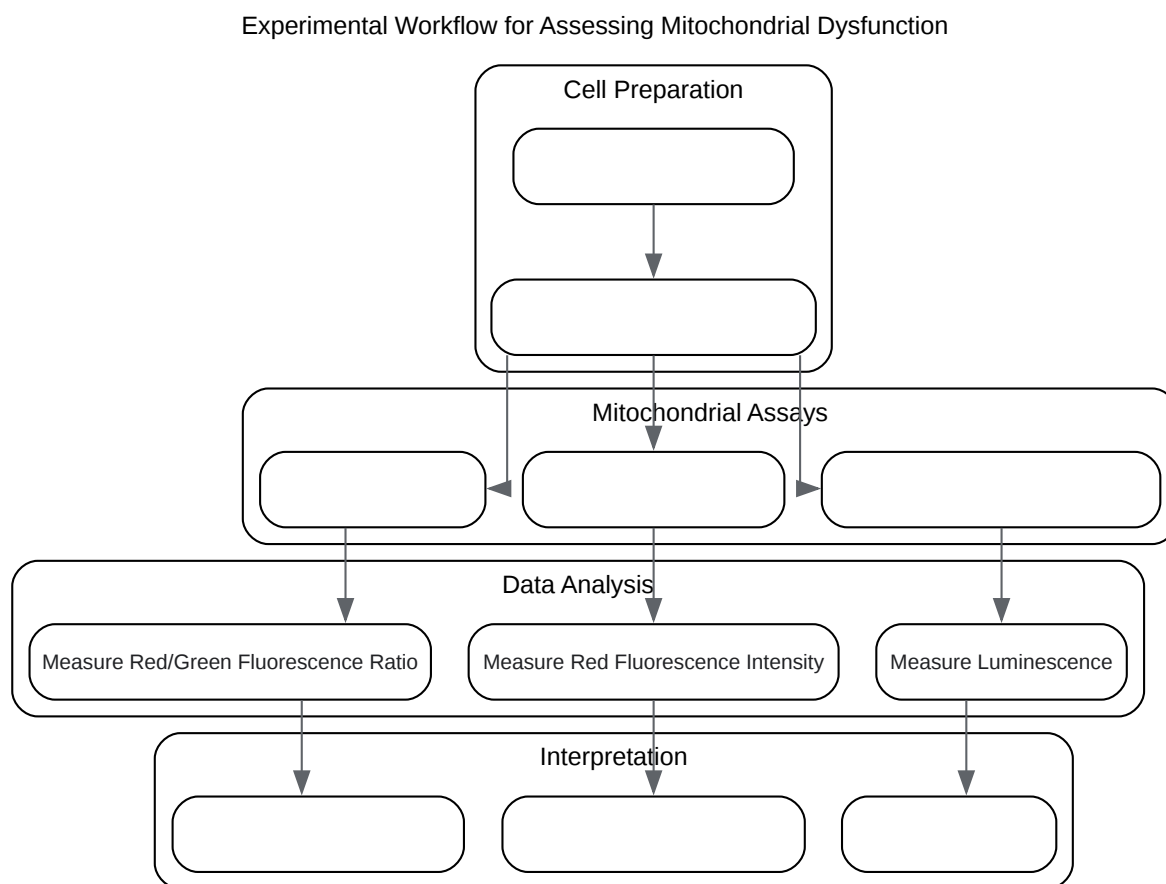 Experimental Workflow for Assessing Mitochondrial Dysfunction
Cell Preparation
Mitochondrial Assays
Data Analysis
Measure Red/Green Fluorescence Ratio
Measure Red Fluorescence Intensity
Measure Luminescence
Interpretation